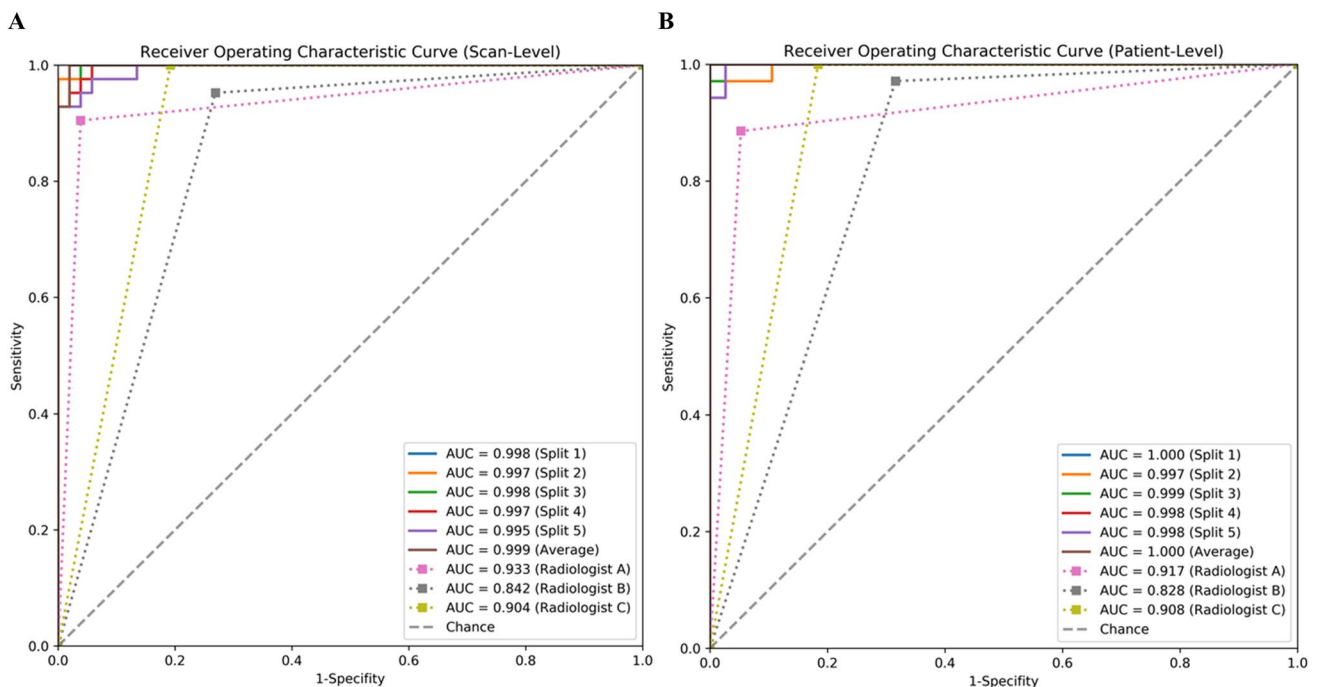 A
Receiver Operating Characteristic Curve (Scan-Level)
1.0
0.8
0.6
0.4
0.2
0.0
Sensitivity
AUC = 0.998 (Split 1)
AUC = 0.997 (Split 2)
AUC = 0.998 (Split 3)
AUC = 0.997 (Split 4)
AUC = 0.995 (Split 5)
AUC = 0.999 (Average)
AUC = 0.933 (Radiologist A)
AUC = 0.842 (Radiologist B)
AUC = 0.904 (Radiologist C)
Chance
0.0 0.2 0.4 0.6 0.8 1.0
1-Specifity
B
Receiver Operating Characteristic Curve (Patient-Level)
1.0
0.8
0.6
0.4
0.2
0.0
Sensitivity
AUC = 1.000 (Split 1)
AUC = 0.997 (Split 2)
AUC = 0.999 (Split 3)
AUC = 0.998 (Split 4)
AUC = 0.998 (Split 5)
AUC = 1.000 (Average)
AUC = 0.917 (Radiologist A)
AUC = 0.828 (Radiologist B)
AUC = 0.908 (Radiologist C)
Chance
0.0 0.2 0.4 0.6 0.8 1.0
1-Specifity